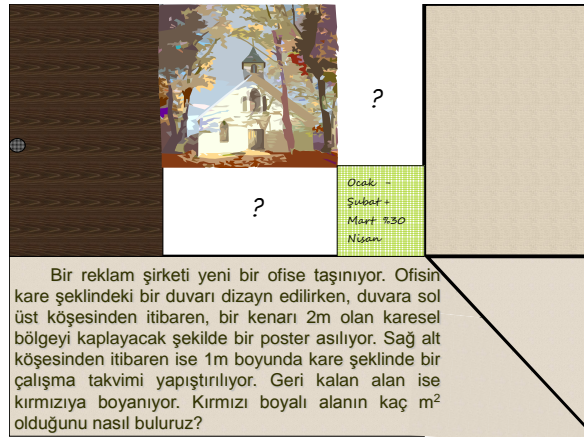 ?
Ocak -
Şubat +
Mart %30
Nisan
?
Bir reklam şirketi yeni bir ofise taşınıyor. Ofisin
kare şeklindeki bir duvarı dizayn edilirken, duvara sol
üst köşesinden itibaren, bir kenarı 2m olan karesel
bölgeyi kaplayacak şekilde bir poster asılıyor. Sağ alt
köşesinden itibaren ise 1m boyunda kare şeklinde bir
çalışma takvimi yapıştırılıyor. Geri kalan alan ise
kırmızıya boyanıyor. Kırmızı boyalı alanın kaç m²
olduğunu nasıl buluruz?